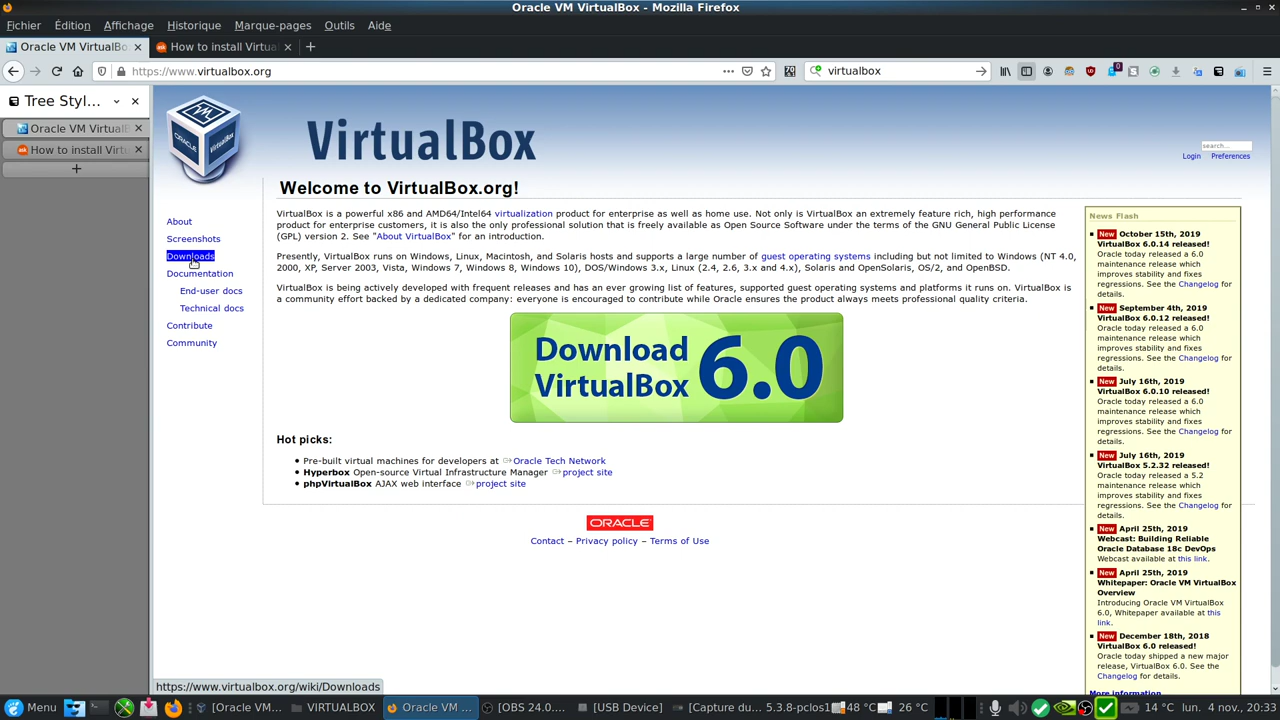 Oracle VM VirtualBox - Mozilla Firefox
Fichier Édition Affichage Historique Marque-pages Outils Aide
Oracle VM VirtualBo
How to install Virtua
https://www.virtualbox.org
virtualbox
0
Tree Styl...
Oracle VM VirtualB
How to install Virtu
ORACLE
VM
VirtualBox
VirtualBox
search...
Login Preferences
Welcome to VirtualBox.org!
About
Screenshots
Downloads
Documentation
End-user docs
Technical docs
Contribute
Community
VirtualBox is a powerful x86 and AMD64/Intel64 virtualization product for enterprise as well as home use. Not only is VirtualBox an extremely feature rich, high performance
product for enterprise customers, it is also the only professional solution that is freely available as Open Source Software under the terms of the GNU General Public License
(GPL) version 2. See "About VirtualBox" for an introduction.
Presently, VirtualBox runs on Windows, Linux, Macintosh, and Solaris hosts and supports a large number of guest operating systems including but not limited to Windows (NT 4.0,
2000, XP, Server 2003, Vista, Windows 7, Windows 8, Windows 10), DOS/Windows 3.x, Linux (2.4, 2.6, 3.x and 4.x), Solaris and OpenSolaris, OS/2, and OpenBSD.
VirtualBox is being actively developed with frequent releases and has an ever growing list of features, supported guest operating systems and platforms it runs on. VirtualBox is
a community effort backed by a dedicated company: everyone is encouraged to contribute while Oracle ensures the product always meets professional quality criteria.
Download
VirtualBox 6.0
Hot picks:
Pre-built virtual machines for developers at Oracle Tech Network
Hyperbox Open-source Virtual Infrastructure Manager project site
phpVirtualBox AJAX web interface project site
ORACLE
Contact – Privacy policy – Terms of Use
News Flash
New October 15th, 2019
VirtualBox 6.0.14 released!
Oracle today released a 6.0
maintenance release which
improves stability and fixes
regressions. See the
Changelog for
details.
New September 4th, 2019
VirtualBox 6.0.12 released!
Oracle today released a 6.0
maintenance release which
improves stability and fixes
regressions. See the Changelog for
details.
New July 16th, 2019
VirtualBox 6.0.10 released!
Oracle today released a 6.0
maintenance release which
improves stability and fixes
regressions. See the Changelog for
details.
New July 16th, 2019
VirtualBox 5.2.32 released!
Oracle today released a 5.2
maintenance release which
improves stability and fixes
regressions. See the Changelog for
details.
New April 25th, 2019
Webcast: Building Reliable
Oracle Database 18c DevOps
Webcast available at this link.
New April 25th, 2019
Whitepaper: Oracle VM VirtualBox
Overview
Introducing Oracle VM VirtualBox
6.0, Whitepaper available at this
link.
New December 18th, 2018
VirtualBox 6.0 released!
Oracle today shipped a new major
release, VirtualBox 6.0. See the
Changelog for details.
More information
https://www.virtualbox.org/wiki/Downloads
Menu [Oracle VM... VIRTUALBOX Oracle VM ... [OBS 24.0.... [USB Device] [Capture du... 5.3.8-pclos1 48 °C 26 °C 14 °C lun. 4 nov., 20:33